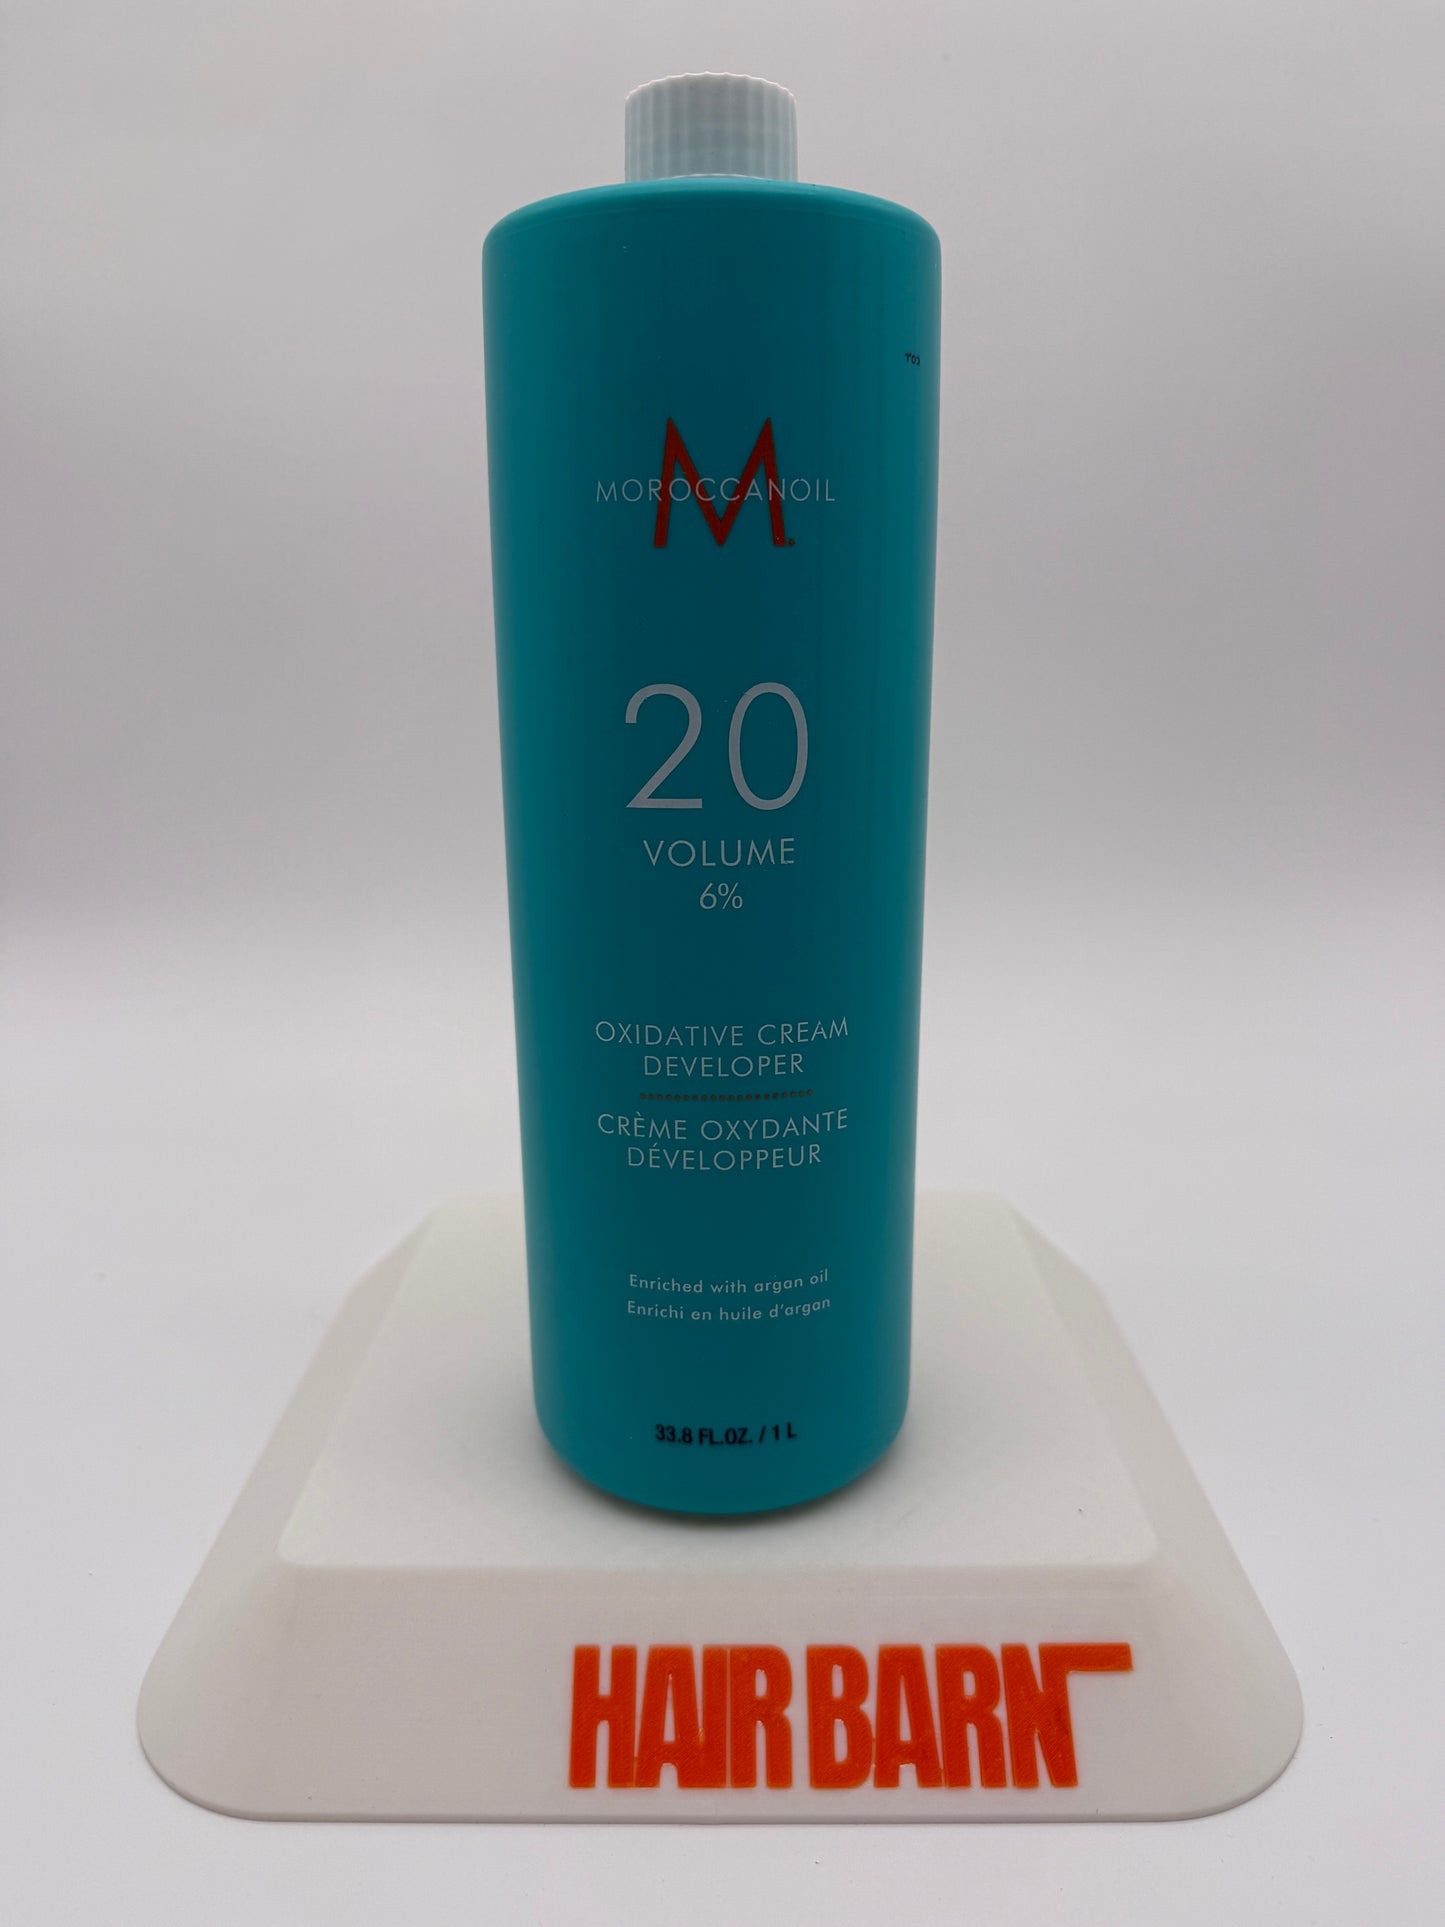 MOROCCANOIL
M.
20
VOLUME
6%
OXIDATIVE CREAM
DEVELOPER
CRÈME OXYDANTE
DÉVELOPPEUR
Enriched with argan oil
Enrichi en huile d'argan
33.8 FL.OZ. / 1 L
HAIR BARN